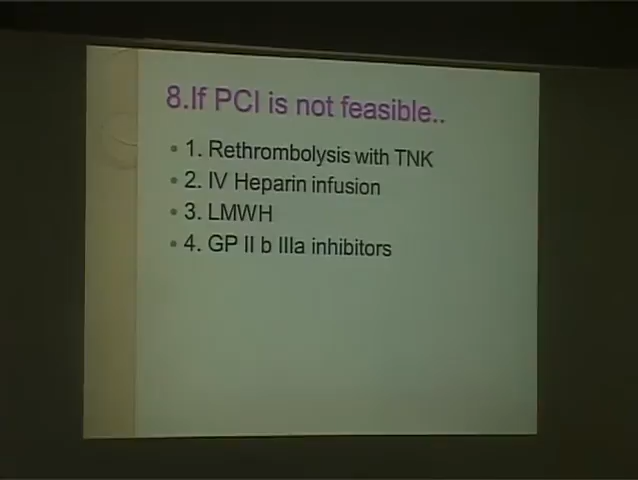 8.If PCI is not feasible..
• 1. Rethrombolysis with TNK
• 2. IV Heparin infusion
• 3. LMWH
• 4. GP II b IIIa inhibitors